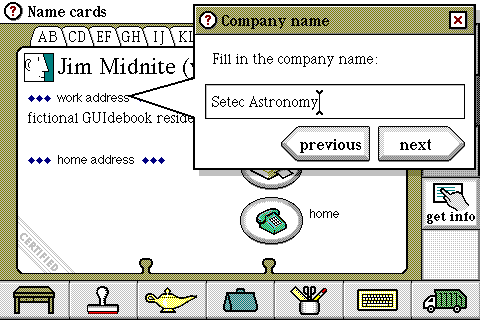 Name cards
AB CD EF GH IJ KL
Jim Midnite (
Company name
Fill in the company name:
Setec Astronomy
previous
next
work address
fictional GUIdebook reside
home address
home
get info
CERTIFIED